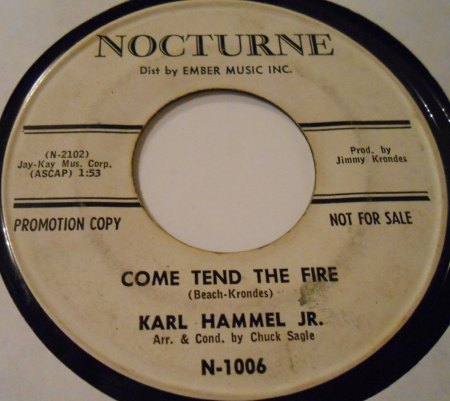 NOCTURNE
Dist by EMBER MUSIC INC.
(N-2102)
Jay-Kay Mus. Corp.
(ASCAP) 1:53
Prod. by
Jimmy Krondes
PROMOTION COPY
NOT FOR SALE
COME TEND THE FIRE
(Beach-Krondes)
KARL HAMMEL JR.
Arr. & Cond. by Chuck Sagle
N-1006